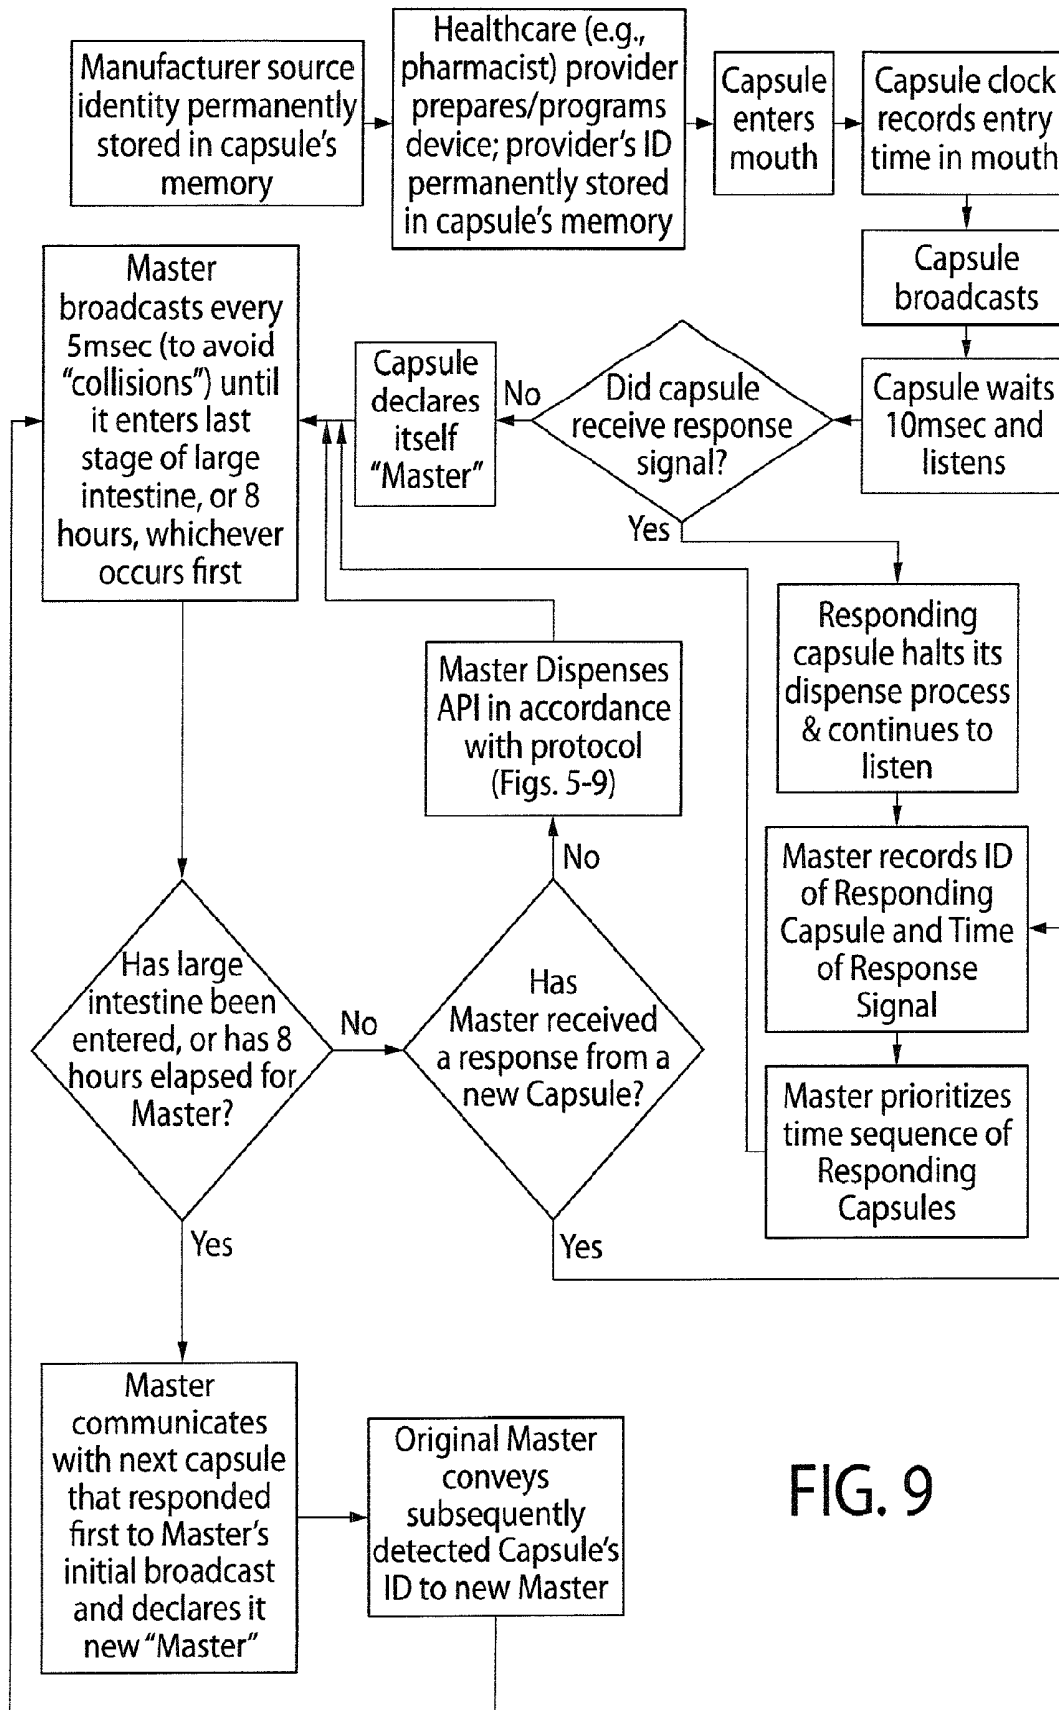 Manufacturer source
identity permanently
stored in capsule's
memory
Healthcare (e.g.,
pharmacist) provider
prepares/programs
device; provider's ID
permanently stored
in capsule's memory
Capsule
enters
mouth
Capsule clock
records entry
time in mouth
Capsule
broadcasts
Capsule waits
10msec and
listens
Did capsule
receive response
signal?
No
Yes
Capsule
declares
itself
"Master"
Master
broadcasts every
5msec (to avoid
"collisions") until
it enters last
stage of large
intestine, or 8
hours, whichever
occurs first
Responding
capsule halts its
dispense process
& continues to
listen
Master records ID
of Responding
Capsule and Time
of Response
Signal
Master prioritizes
time sequence of
Responding
Capsules
Master Dispenses
API in accordance
with protocol
(Figs. 5-9)
No
Has large
intestine been
entered, or has 8
hours elapsed for
Master?
No
Has
Master received
a response from a
new Capsule?
Yes
Yes
Master
communicates
with next capsule
that responded
first to Master's
initial broadcast
and declares it
new "Master"
Original Master
conveys
subsequently
detected Capsule's
ID to new Master
FIG. 9